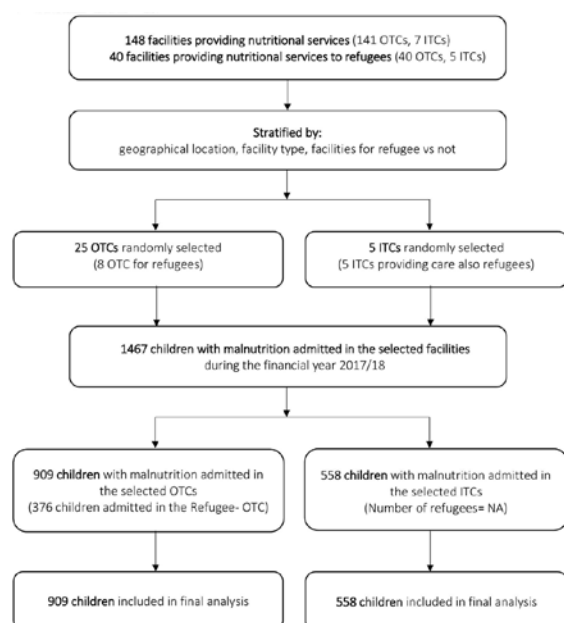 148 facilities providing nutritional services (141 OTCs, 7 ITCs)
40 facilities providing nutritional services to refugees (40 OTCs, 5 ITCs)
Stratified by:
geographical location, facility type, facilities for refugee vs not
25 OTCs randomly selected
(8 OTC for refugees)
5 ITCs randomly selected
(5 ITCs providing care also refugees)
1467 children with malnutrition admitted in the selected facilities
during the financial year 2017/18
909 children with malnutrition admitted in
the selected OTCs
(376 children admitted in the Refugee- OTC)
558 children with malnutrition admitted in
the selected ITCs
(Number of refugees= NA)
909 children included in final analysis
558 children included in final analysis